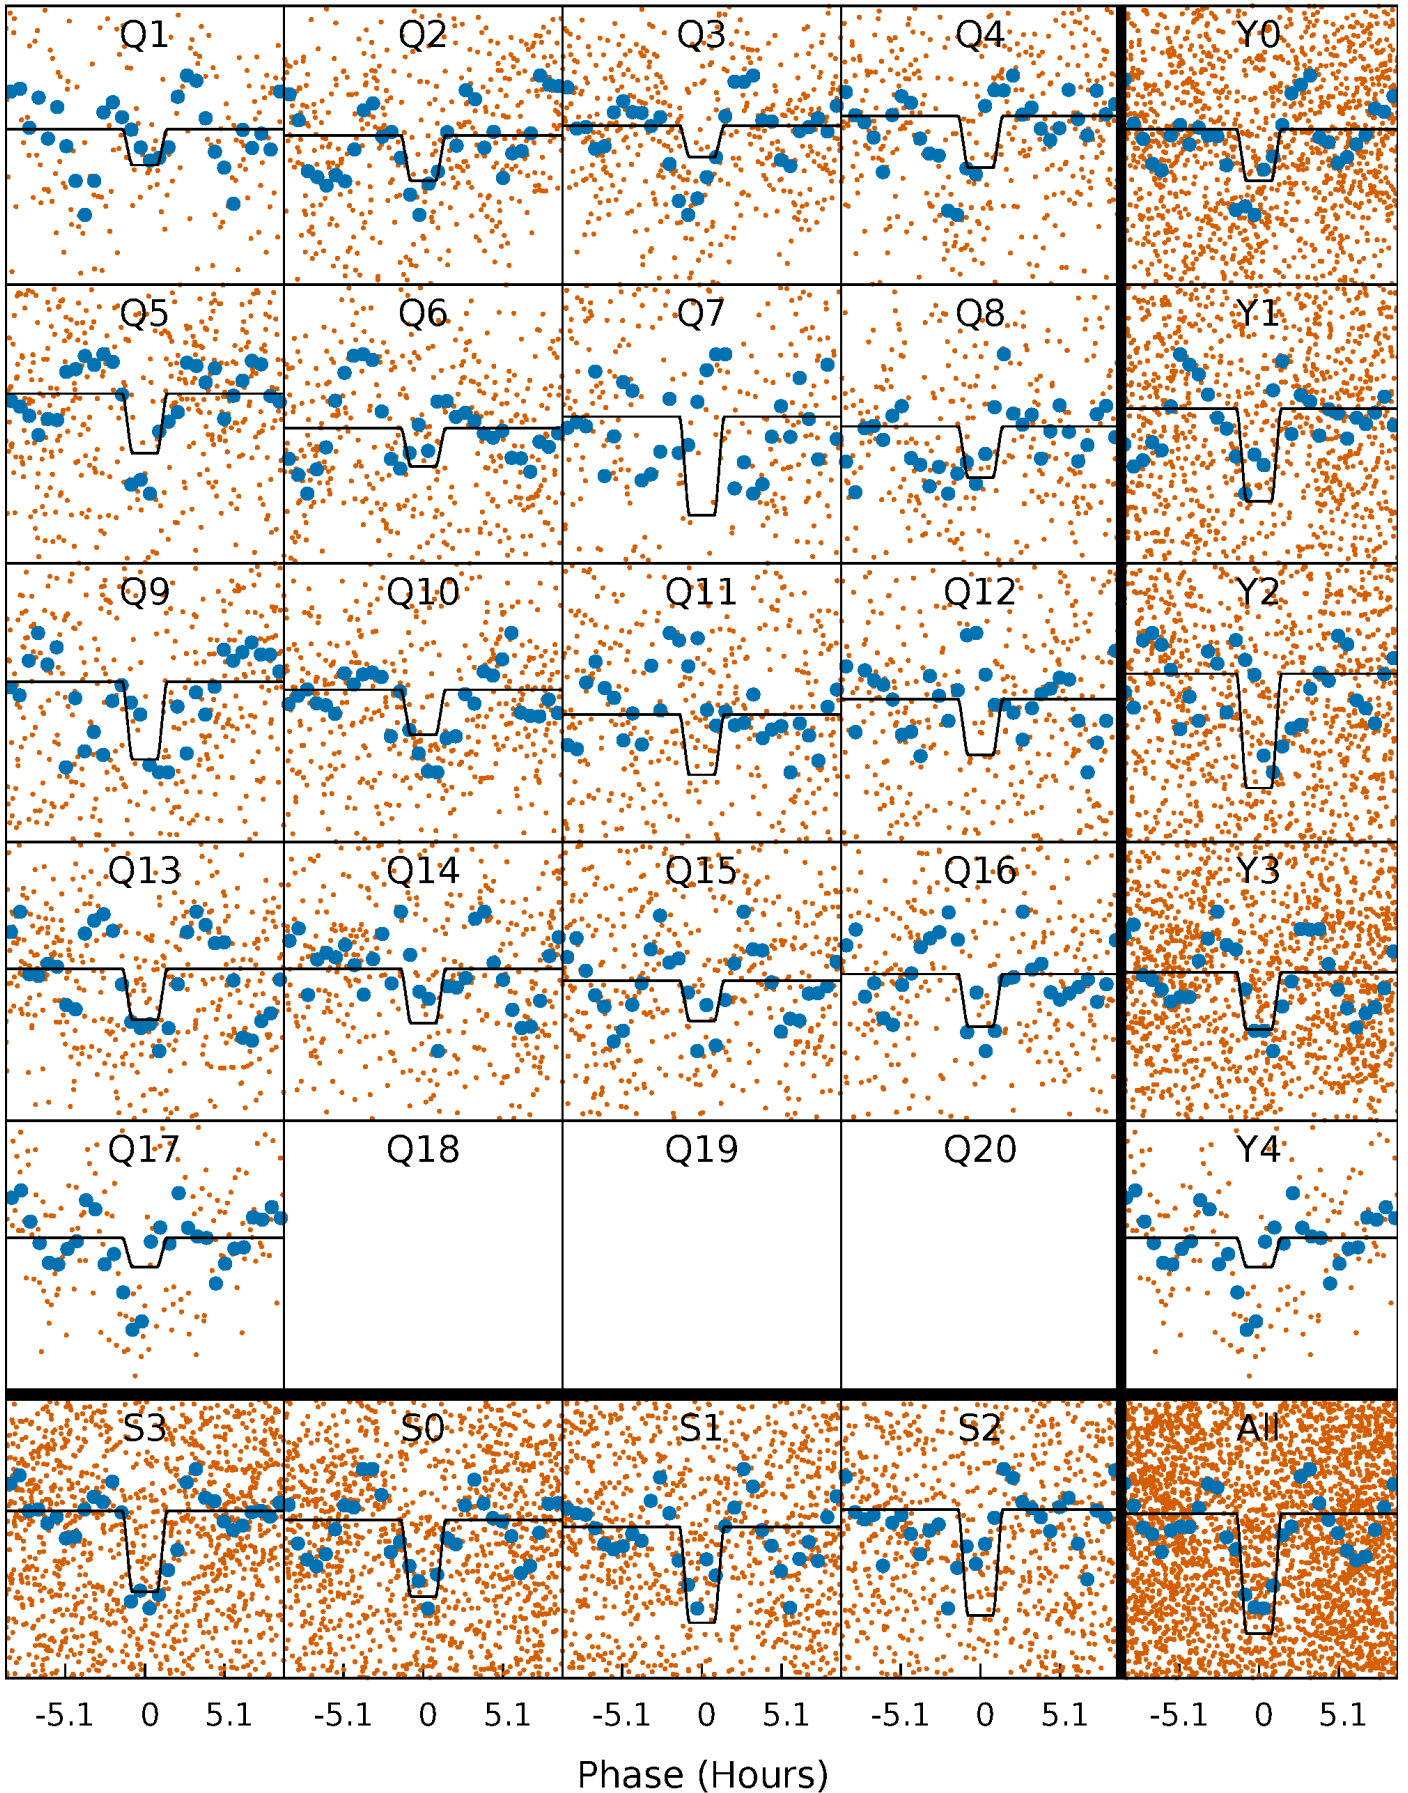 Q1 Q2 Q3 Q4 Y0
Q5 Q6 Q7 Q8 Y1
Q9 Q10 Q11 Q12 Y2
Q13 Q14 Q15 Q16 Y3
Q17 Q18 Q19 Q20 Y4
S3 S0 S1 S2 All
-5.1 0 5.1 -5.1 0 5.1 -5.1 0 5.1 -5.1 0 5.1 -5.1 0 5.1
Phase (Hours)